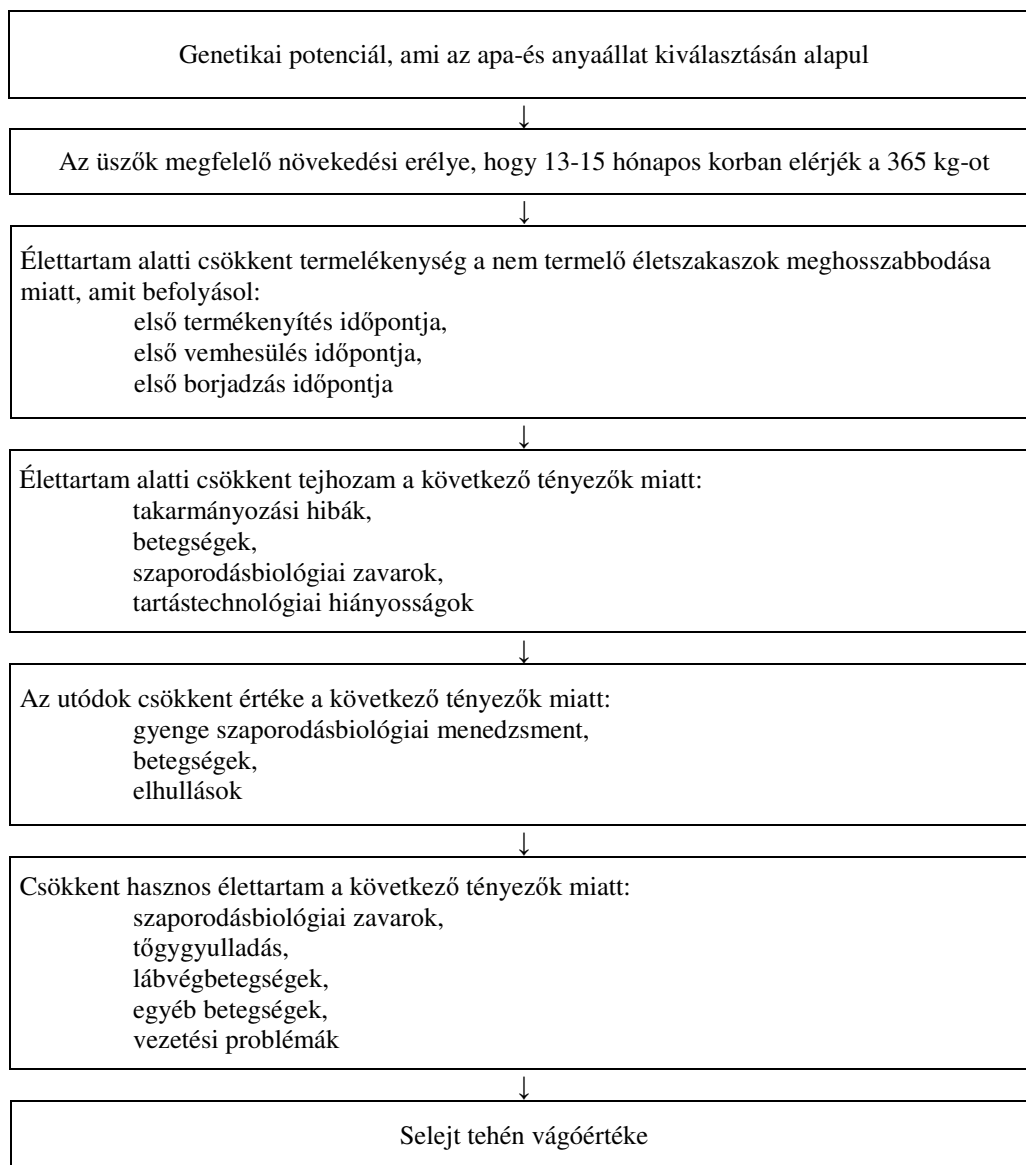 Genetikai potenciál, ami az apa-és anyaállat kiválasztásán alapul
↓
Az üszők megfelelő növekedési erélye, hogy 13-15 hónapos korban elérjék a 365 kg-ot
↓
Élettartam alatti csökkent termelékenység a nem termelő életszakaszok meghosszabbodása
miatt, amit befolyásol:
első termékenyítés időpontja,
első vemhesülés időpontja,
első borjadzás időpontja
↓
Élettartam alatti csökkent tejhozam a következő tényezők miatt:
takarmányozási hibák,
betegségek,
szaporodásbiológiai zavarok,
tartástechnológiai hiányosságok
↓
Az utódok csökkent értéke a következő tényezők miatt:
gyenge szaporodásbiológiai menedzsment,
betegségek,
elhullások
↓
Csökkent hasznos élettartam a következő tényezők miatt:
szaporodásbiológiai zavarok,
tőgygyulladás,
lábvégbetegségek,
egyéb betegségek,
vezetési problémák
↓
Selejt tehén vágóértéke